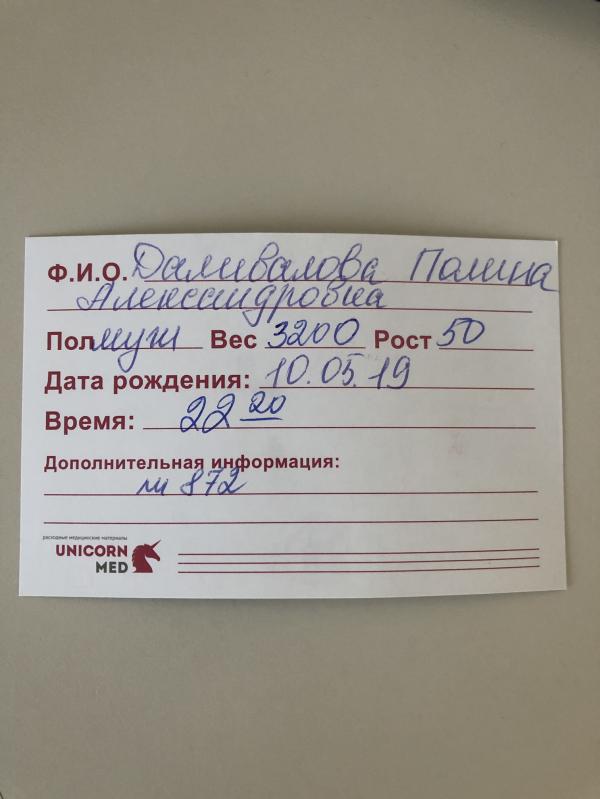 Ф.И.О. Даливалова Полина
Александровна
Пол муж Вес 3200 Рост 50
Дата рождения: 10.05.19
Время: 22 20
Дополнительная информация:
№ 872
расходные медицинские материалы
UNICORN
MED